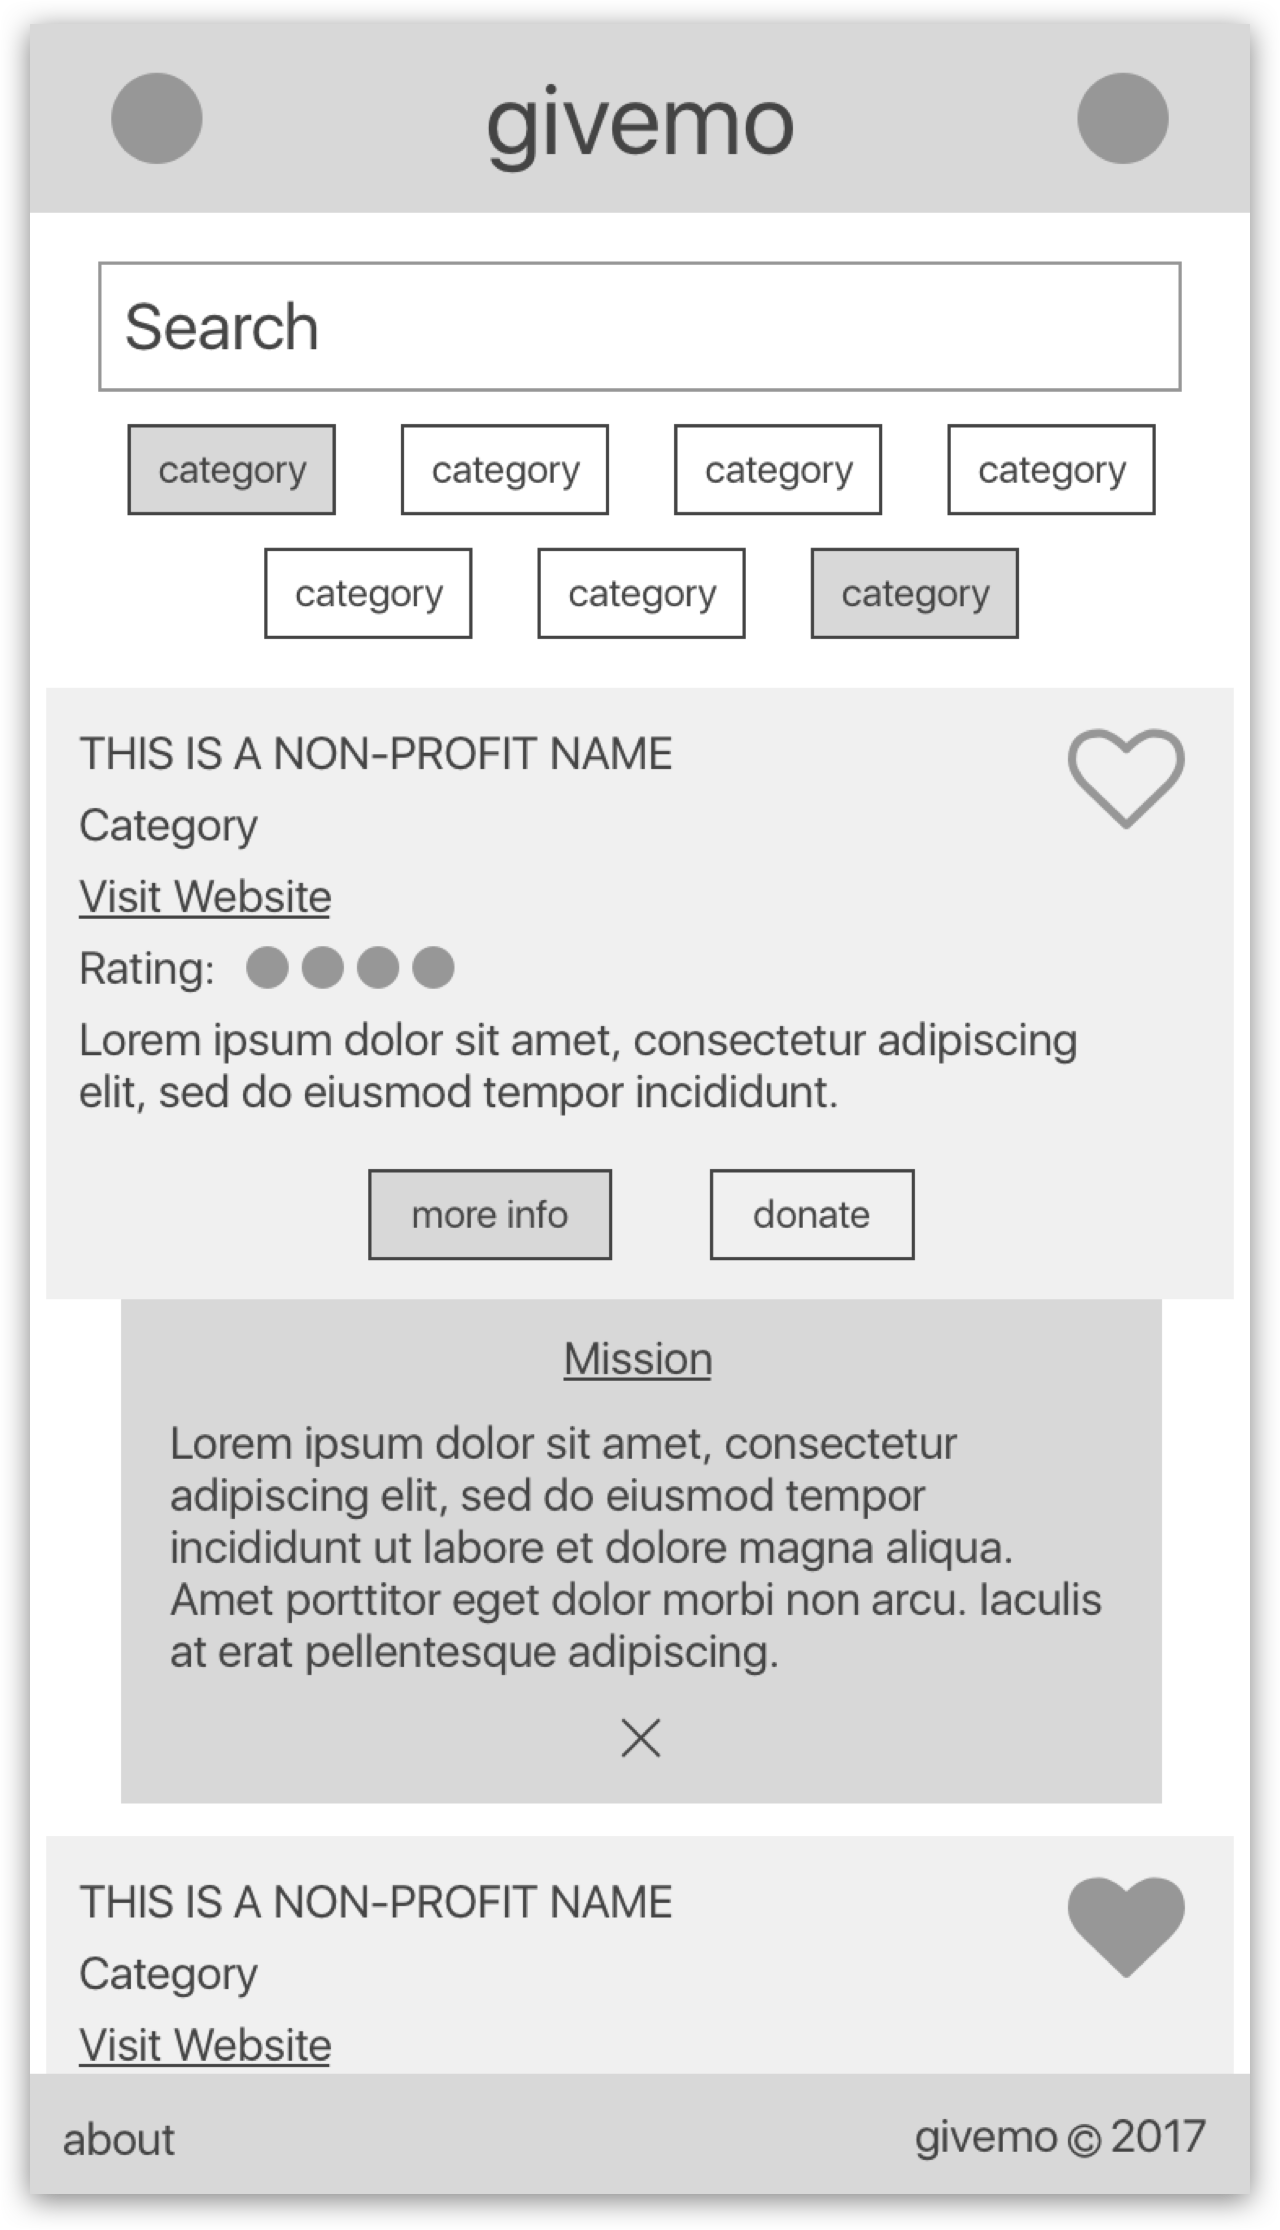 givemo
Search
category category category category
category category category
THIS IS A NON-PROFIT NAME
Category
Visit Website
Rating:
Lorem ipsum dolor sit amet, consectetur adipiscing
elit, sed do eiusmod tempor incididunt.
more info donate
Mission
Lorem ipsum dolor sit amet, consectetur
adipiscing elit, sed do eiusmod tempor
incididunt ut labore et dolore magna aliqua.
Amet porttitor eget dolor morbi non arcu. Iaculis
at erat pellentesque adipiscing.
THIS IS A NON-PROFIT NAME
Category
Visit Website
about givemo © 2017